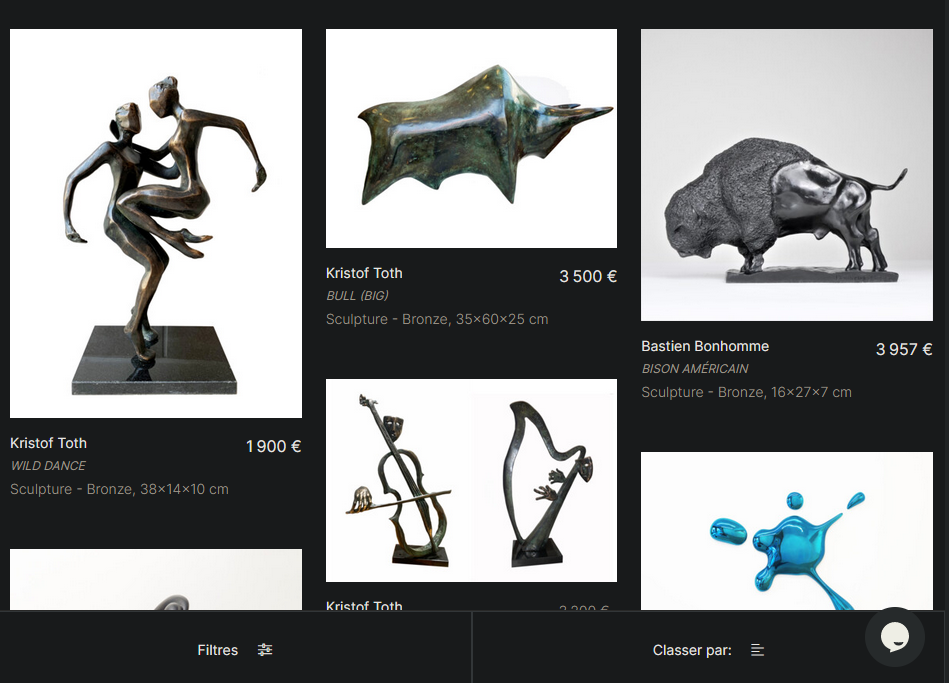 Kristof Toth
1 900 €
WILD DANCE
Sculpture - Bronze, 38×14×10 cm
Kristof Toth
3 500 €
BULL (BIG)
Sculpture - Bronze, 35×60×25 cm
Kristof Toth
Bastien Bonhomme
3 957 €
BISON AMÉRICAIN
Sculpture - Bronze, 16×27×7 cm
Filtres
Classer par: